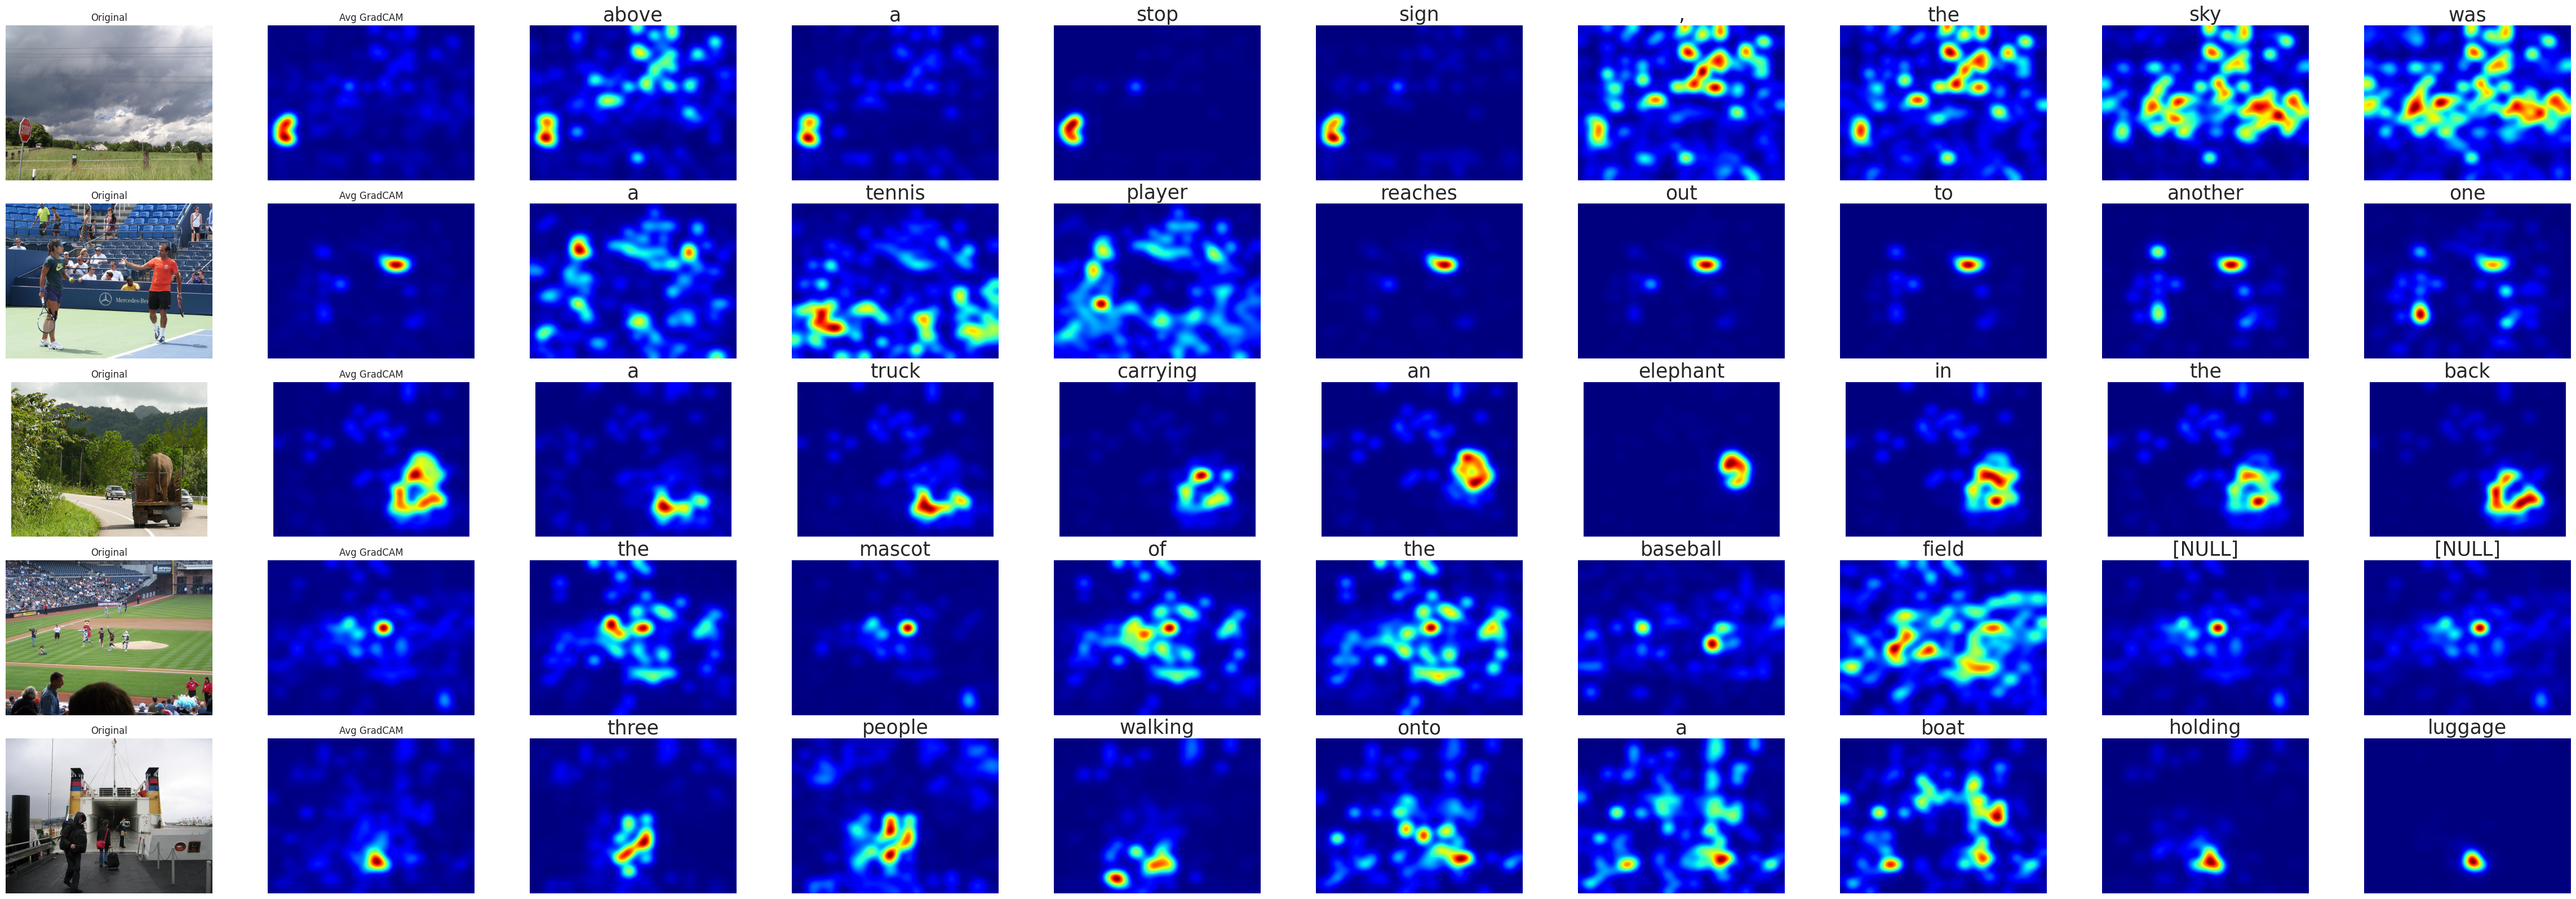 Original Avg GradCAM above a stop sign , the sky was
Original Avg GradCAM a tennis player reaches out to another one
Mercedes-Benz
Original Avg GradCAM a truck carrying an elephant in the back
Original Avg GradCAM the mascot of the baseball field [NULL] [NULL]
Original Avg GradCAM three people walking onto a boat holding luggage